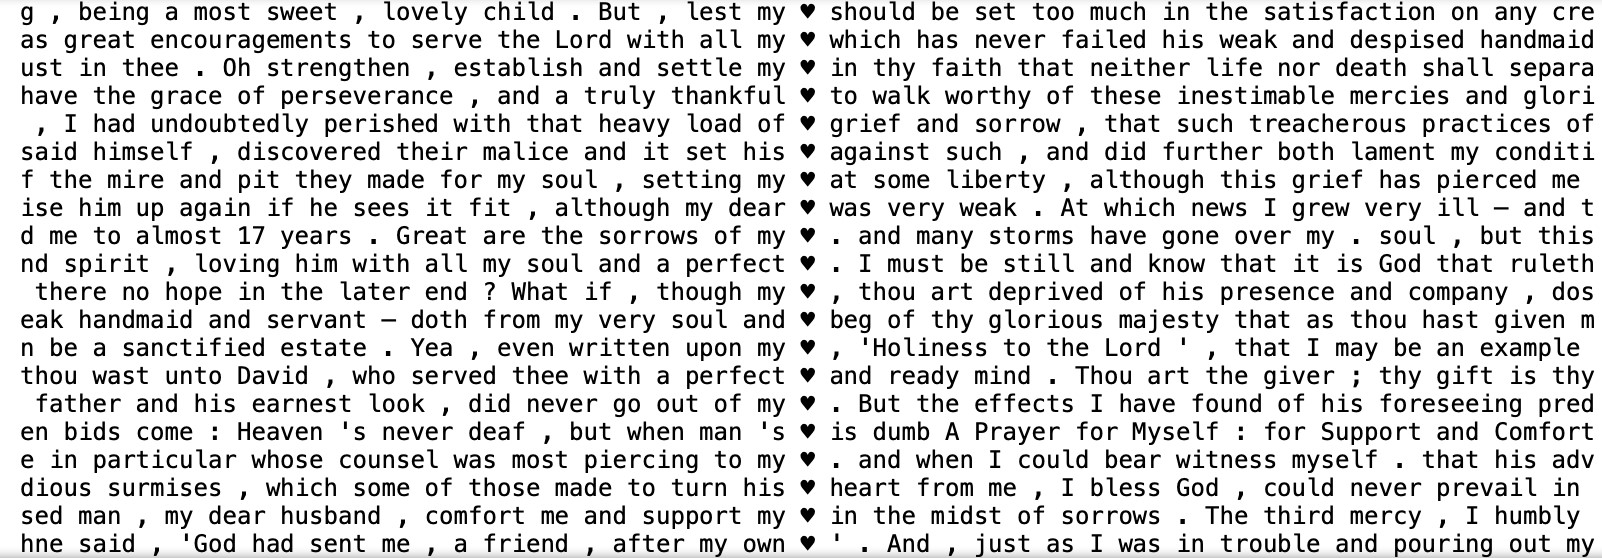 g , being a most sweet , lovely child . But , lest my ♥ should be set too much in the satisfaction on any cre
as great encouragements to serve the Lord with all my ♥ which has never failed his weak and despised handmaid
ust in thee . Oh strengthen , establish and settle my ♥ in thy faith that neither life nor death shall separa
have the grace of perseverance , and a truly thankful ♥ to walk worthy of these inestimable mercies and glori
, I had undoubtedly perished with that heavy load of ♥ grief and sorrow , that such treacherous practices of
said himself , discovered their malice and it set his ♥ against such , and did further both lament my conditi
f the mire and pit they made for my soul , setting my ♥ at some liberty , although this grief has pierced me
ise him up again if he sees it fit , although my dear ♥ was very weak . At which news I grew very ill — and t
d me to almost 17 years . Great are the sorrows of my ♥ . and many storms have gone over my . soul , but this
nd spirit , loving him with all my soul and a perfect ♥ . I must be still and know that it is God that ruleth
there no hope in the later end ? What if , though my ♥ , thou art deprived of his presence and company , dos
eak handmaid and servant — doth from my very soul and ♥ beg of thy glorious majesty that as thou hast given m
n be a sanctified estate . Yea , even written upon my ♥ , 'Holiness to the Lord ' , that I may be an example
thou wast unto David , who served thee with a perfect ♥ and ready mind . Thou art the giver ; thy gift is thy
father and his earnest look , did never go out of my ♥ . But the effects I have found of his foreseeing pred
en bids come : Heaven 's never deaf , but when man 's ♥ is dumb A Prayer for Myself : for Support and Comfort
e in particular whose counsel was most piercing to my ♥ . and when I could bear witness myself . that his adv
dious surmises , which some of those made to turn his ♥ heart from me , I bless God , could never prevail in
sed man , my dear husband , comfort me and support my ♥ in the midst of sorrows . The third mercy , I humbly
hne said , 'God had sent me , a friend , after my own ♥ ' . And , just as I was in trouble and pouring out my